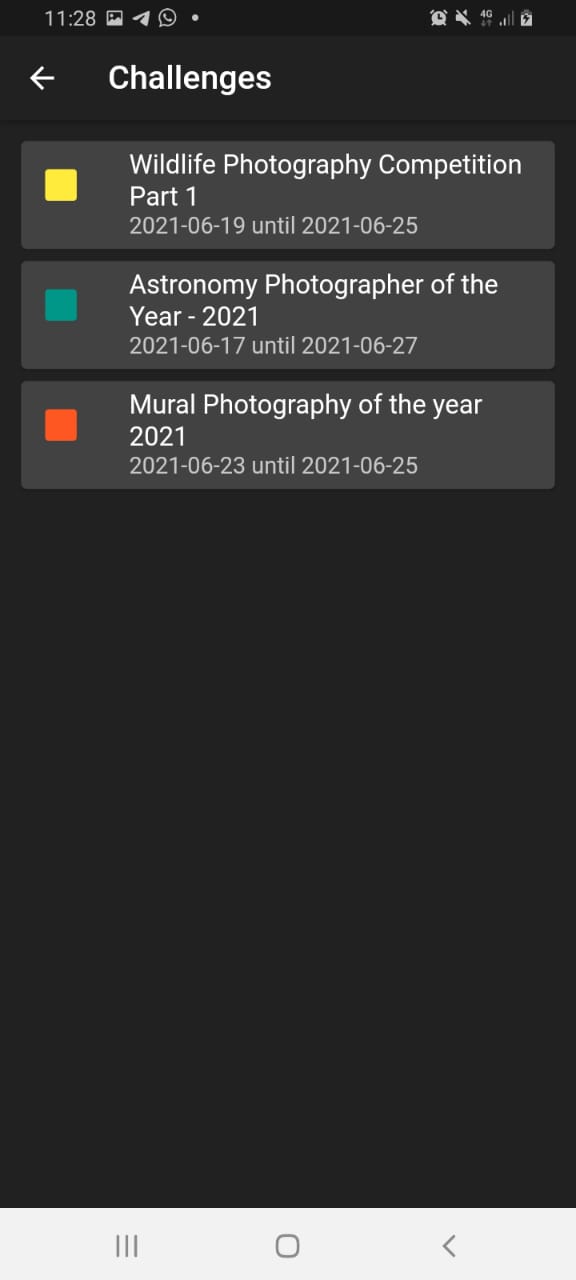 11:28
4G
Challenges
Wildlife Photography Competition
Part 1
2021-06-19 until 2021-06-25
Astronomy Photographer of the
Year - 2021
2021-06-17 until 2021-06-27
Mural Photography of the year
2021
2021-06-23 until 2021-06-25